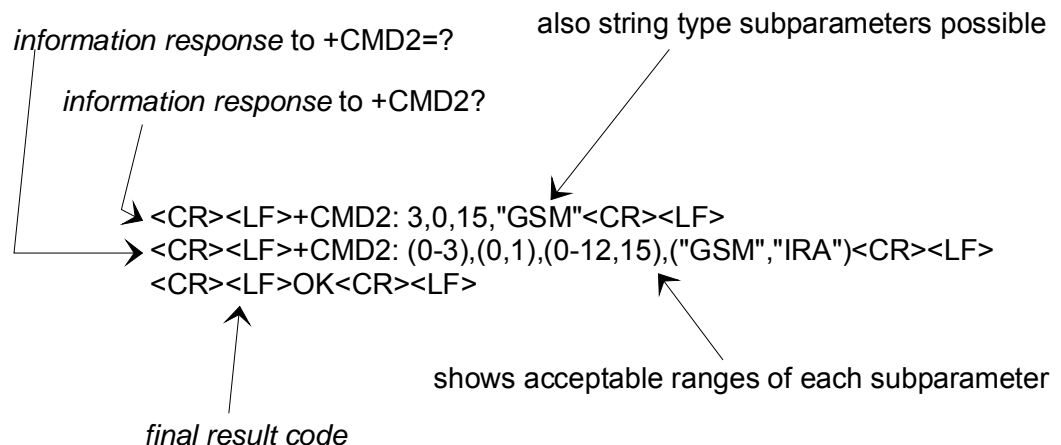 also string type subparameters possible
information response to +CMD2=?
information response to +CMD2?
<CR><LF>+CMD2: 3,0,15,"GSM"<CR><LF>
<CR><LF>+CMD2: (0-3),(0,1),(0-12,15),("GSM","IRA")<CR><LF>
<CR><LF>OK<CR><LF>
shows acceptable ranges of each subparameter
final result code